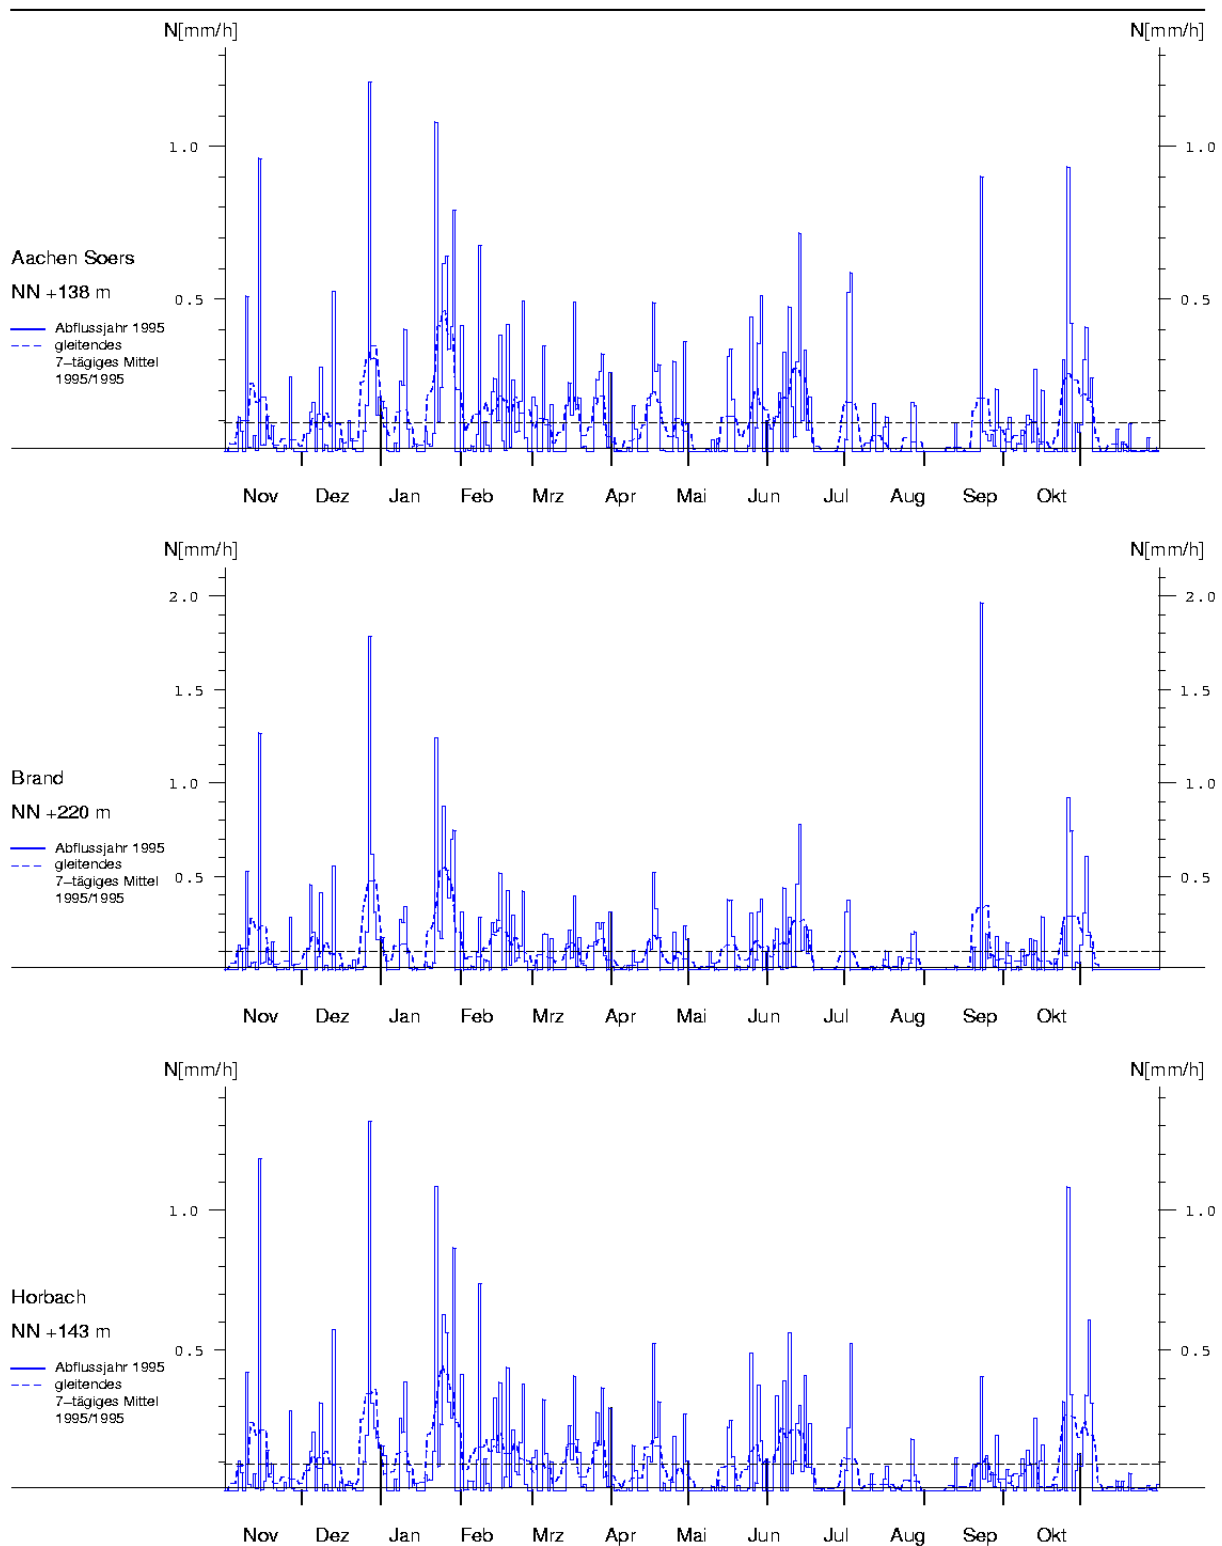 N[mm/h] N[mm/h]
1.0 1.0
0.5 0.5
Aachen Soers
NN +138 m
Abflussjahr 1995
gleitendes
7–tägiges Mittel
1995/1995
Nov Dez Jan Feb Mrz Apr Mai Jun Jul Aug Sep Okt
N[mm/h] N[mm/h]
2.0 2.0
1.5 1.5
1.0 1.0
0.5 0.5
Brand
NN +220 m
Abflussjahr 1995
gleitendes
7–tägiges Mittel
1995/1995
Nov Dez Jan Feb Mrz Apr Mai Jun Jul Aug Sep Okt
N[mm/h] N[mm/h]
1.0 1.0
0.5 0.5
Horbach
NN +143 m
Abflussjahr 1995
gleitendes
7–tägiges Mittel
1995/1995
Nov Dez Jan Feb Mrz Apr Mai Jun Jul Aug Sep Okt